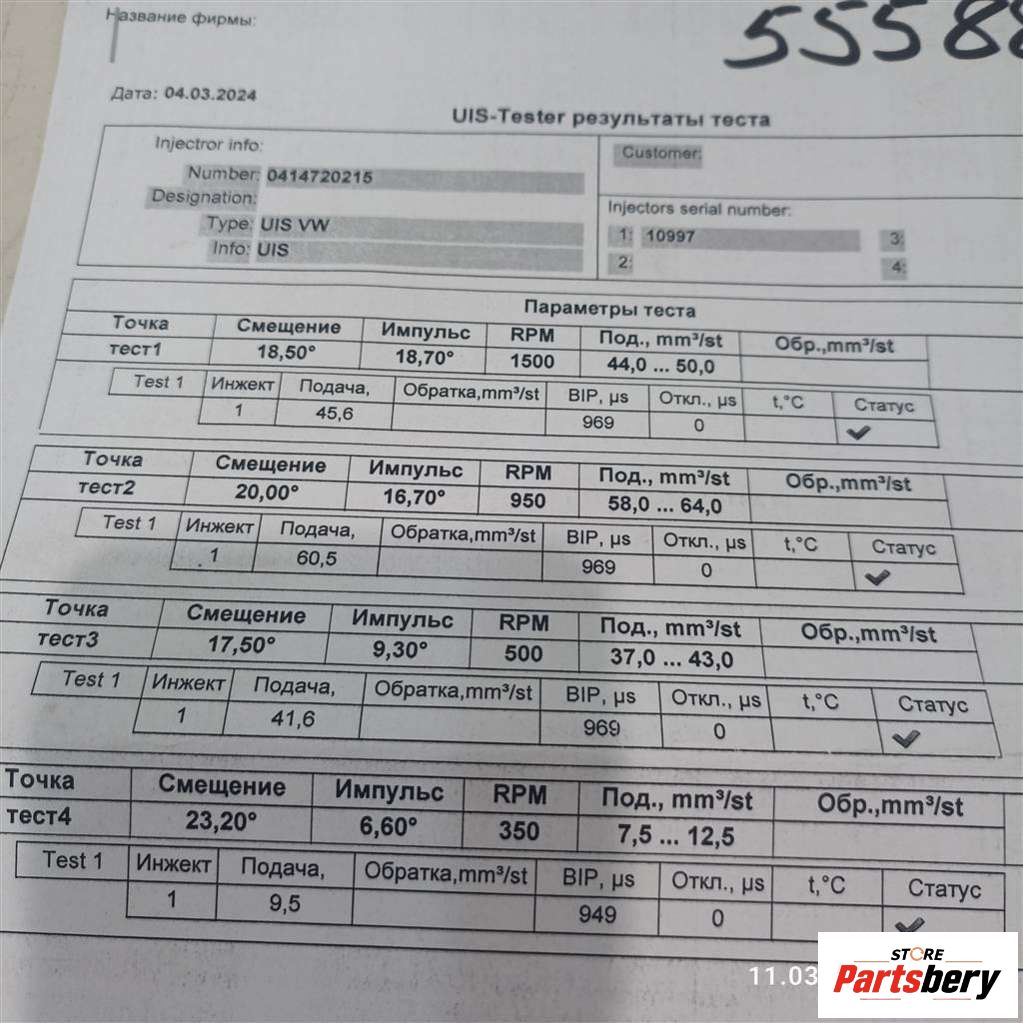 Название фирмы:
5558
Дата: 04.03.2024
UIS-Tester результаты теста
Injectror info:
Number: 0414720215
Designation:
Type: UIS VW
Info: UIS
Customer:
Injectors serial number:
1: 10997 3:
2: 4:
Параметры теста
Точка Смещение Импульс RPM Под., mm³/st Обр.,mm³/st
тест1 18,50° 18,70° 1500 44,0 ... 50,0
Test 1 Инжект Подача, Обратка,mm³/st BIP, µs Откл., µs t,°C Статус
1 45,6 969 0 ✔
Точка Смещение Импульс RPM Под., mm³/st Обр.,mm³/st
тест2 20,00° 16,70° 950 58,0 ... 64,0
Test 1 Инжект Подача, Обратка,mm³/st BIP, µs Откл., µs t,°C Статус
1 60,5 969 0 ✔
Точка Смещение Импульс RPM Под., mm³/st Обр.,mm³/st
тест3 17,50° 9,30° 500 37,0 ... 43,0
Test 1 Инжект Подача, Обратка,mm³/st BIP, µs Откл., µs t,°C Статус
1 41,6 969 0 ✔
Точка Смещение Импульс RPM Под., mm³/st Обр.,mm³/st
тест4 23,20° 6,60° 350 7,5 ... 12,5
Test 1 Инжект Подача, Обратка,mm³/st BIP, µs Откл., µs t,°C Статус
1 9,5 949 0 ✔
11.03
STORE
Partsbery